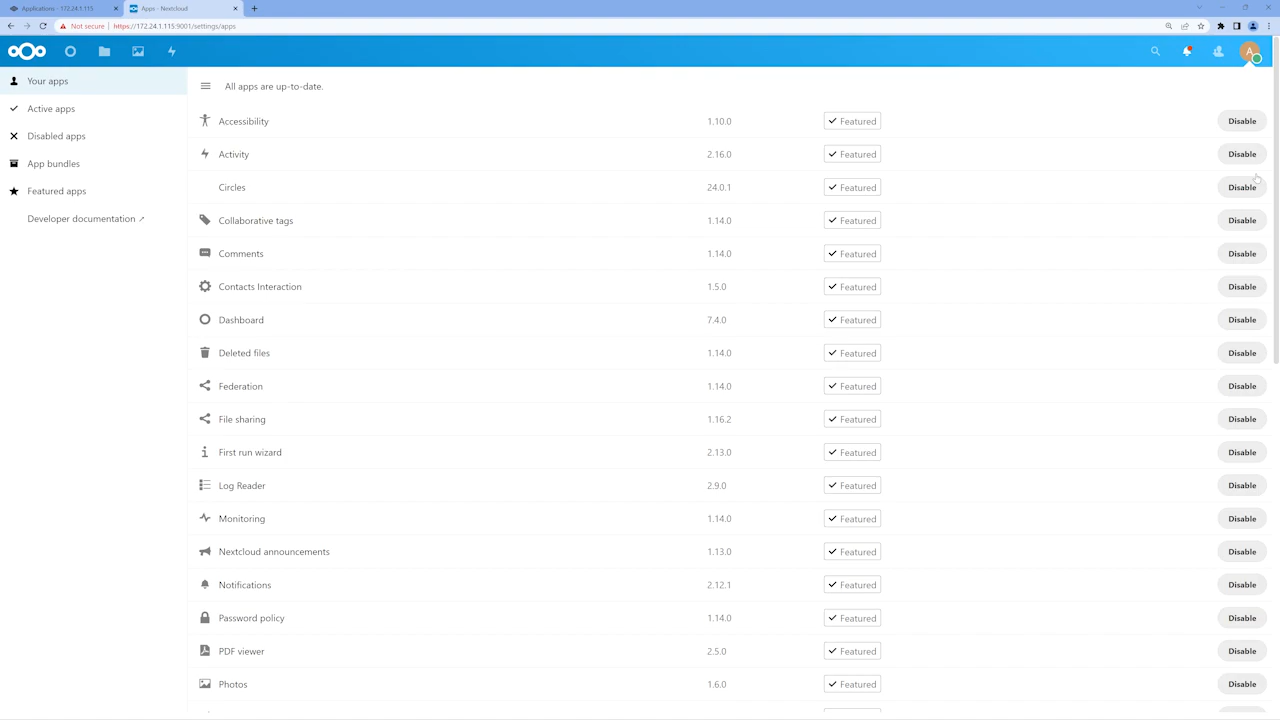 Applications - 172.24.1.115
Apps - Nextcloud
Not secure
https://172.24.1.115:9001/settings/apps
A
Your apps
Active apps
Disabled apps
App bundles
Featured apps
Developer documentation ↗
All apps are up-to-date.
Accessibility 1.10.0 Featured Disable
Activity 2.16.0 Featured Disable
Circles 24.0.1 Featured Disable
Collaborative tags 1.14.0 Featured Disable
Comments 1.14.0 Featured Disable
Contacts Interaction 1.5.0 Featured Disable
Dashboard 7.4.0 Featured Disable
Deleted files 1.14.0 Featured Disable
Federation 1.14.0 Featured Disable
File sharing 1.16.2 Featured Disable
First run wizard 2.13.0 Featured Disable
Log Reader 2.9.0 Featured Disable
Monitoring 1.14.0 Featured Disable
Nextcloud announcements 1.13.0 Featured Disable
Notifications 2.12.1 Featured Disable
Password policy 1.14.0 Featured Disable
PDF viewer 2.5.0 Featured Disable
Photos 1.6.0 Featured Disable